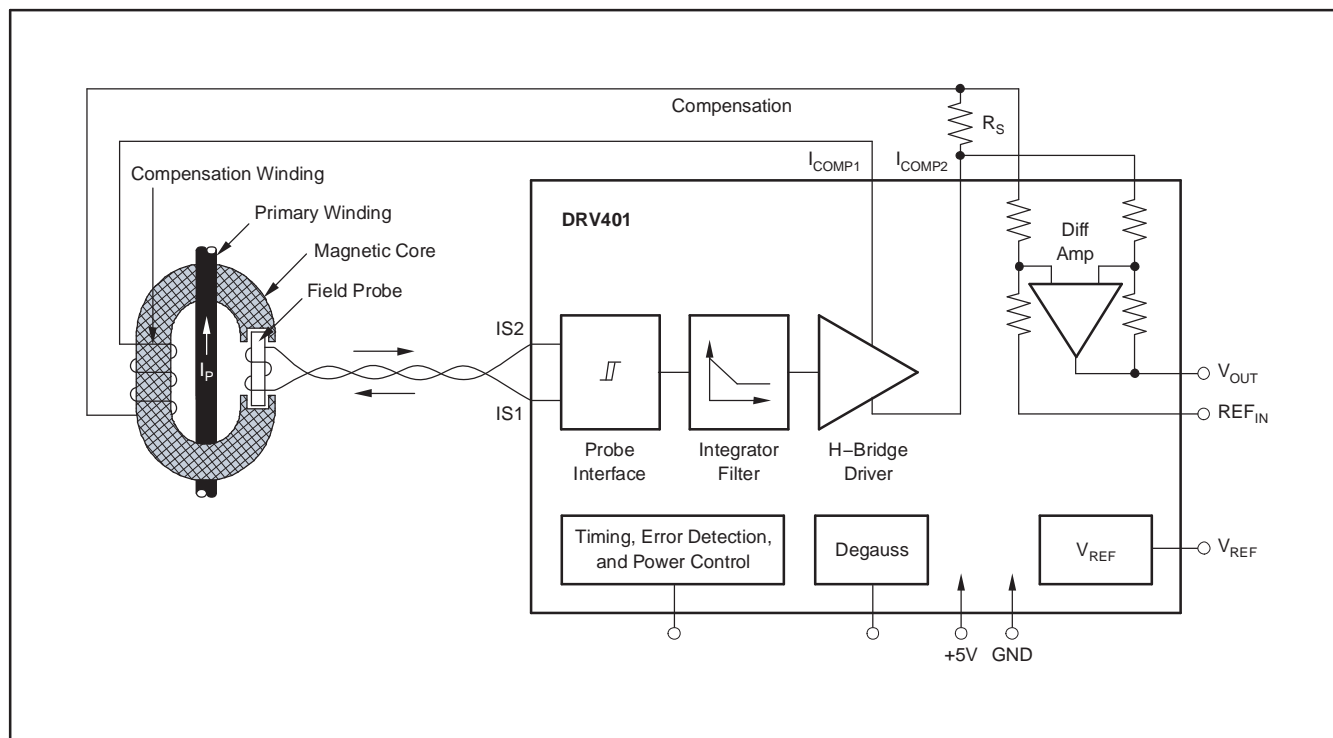 Compensation
R_S
I_COMP1
I_COMP2
Compensation Winding
Primary Winding
Magnetic Core
Field Probe
I_P
DRV401
Diff
Amp
IS2
IS1
Probe
Interface
Integrator
Filter
H–Bridge
Driver
V_OUT
REF_IN
Timing, Error Detection,
and Power Control
Degauss
V_REF
V_REF
+5V
GND